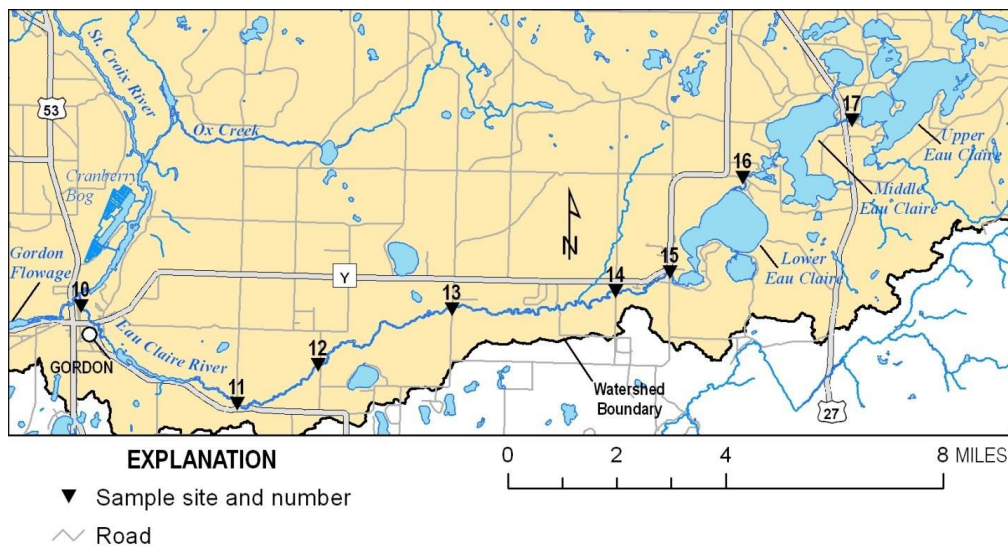 St. Croix River
53
Ox Creek
17
Upper
Eau Claire
16
Cranberry
Bog
Middle
Eau Claire
N
Gordon
Flowage
Lower
Eau Claire
15
14
Y
10
13
Eau Claire River
GORDON
12
11
Watershed
Boundary
27
EXPLANATION
Sample site and number
Road
0 2 4 8 MILES